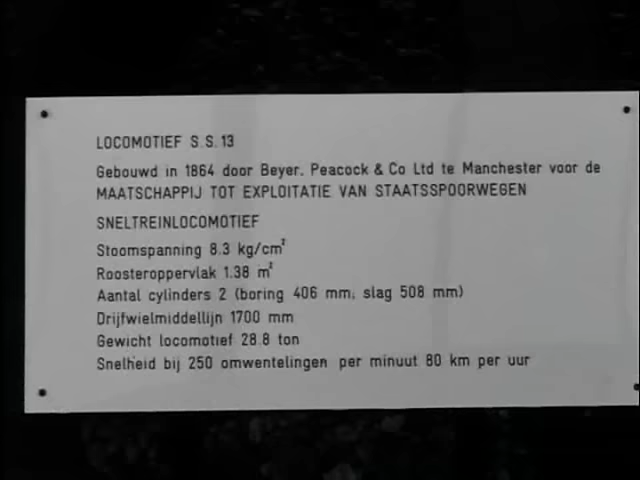 LOCOMOTIEF S.S. 13
Gebouwd in 1864 door Beyer. Peacock & Co Ltd te Manchester voor de
MAATSCHAPPIJ TOT EXPLOITATIE VAN STAATSSPOORWEGEN
SNELTREINLOCOMOTIEF
Stoomspanning 8.3 kg/cm²
Roosteroppervlak 1.38 m²
Aantal cylinders 2 (boring 406 mm, slag 508 mm)
Drijfwielmiddellijn 1700 mm
Gewicht locomotief 28.8 ton
Snelheid bij 250 omwentelingen per minuut 80 km per uur